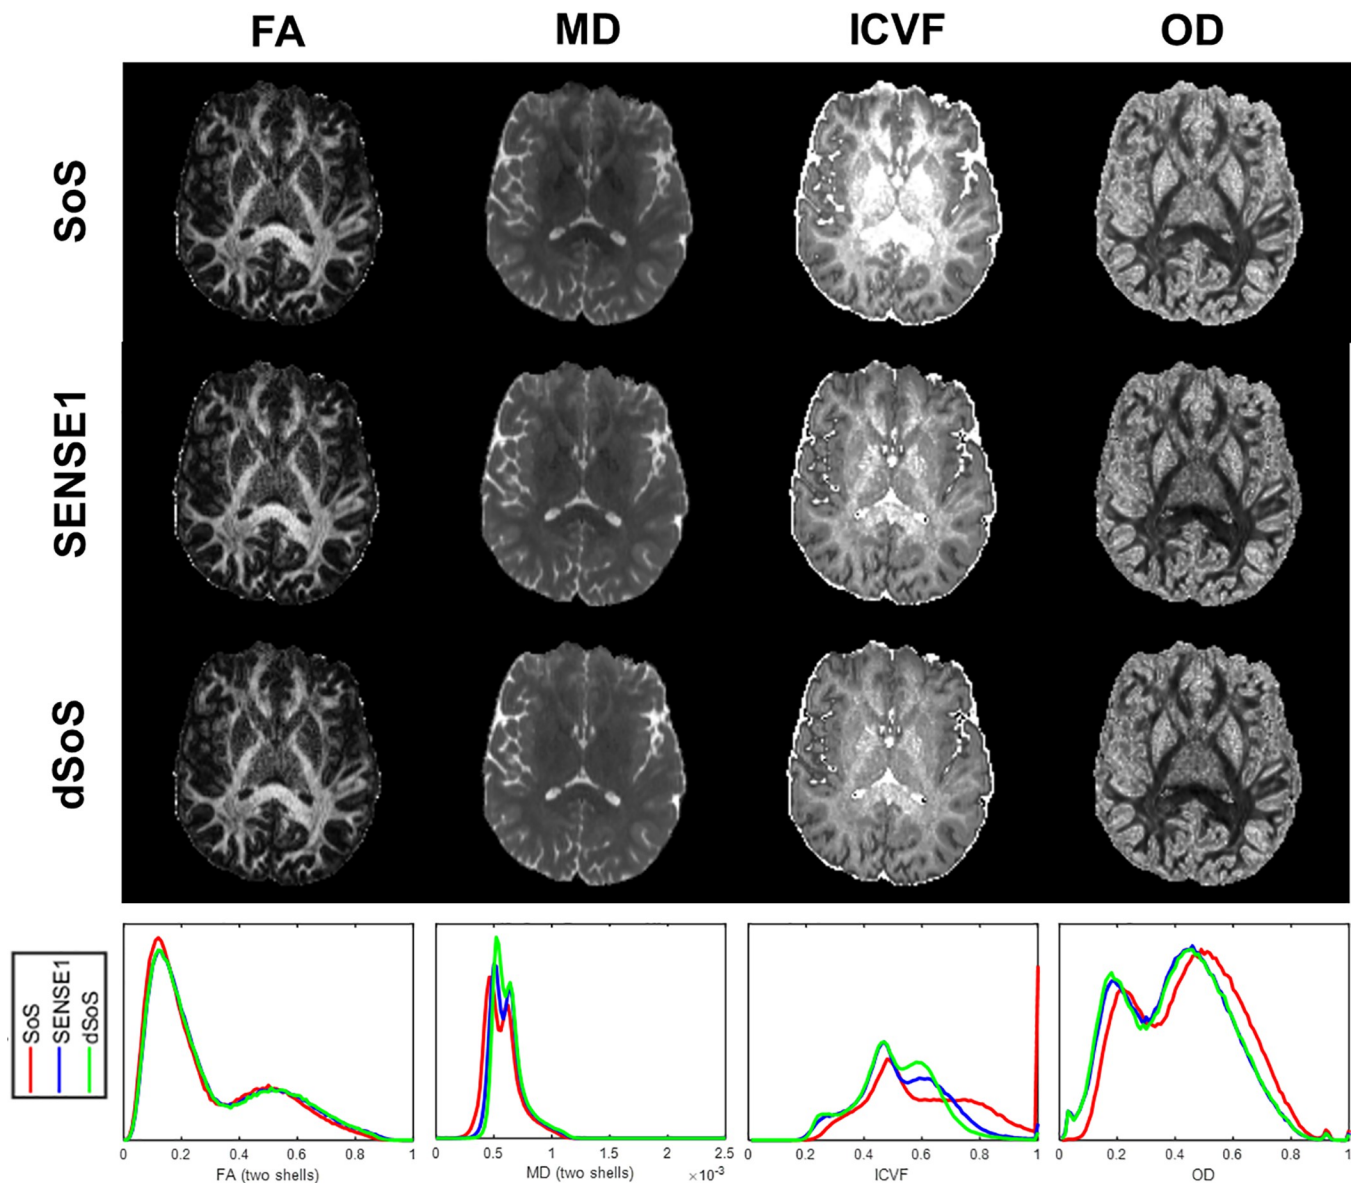 FA MD ICVF OD
SoS
SENSE1
dSoS
SoS
SENSE1
dSoS
0 0.2 0.4 0.6 0.8 1
FA (two shells)
0 0.5 1 1.5 2 2.5
MD (two shells) ×10⁻³
0 0.2 0.4 0.6 0.8 1
ICVF
0 0.2 0.4 0.6 0.8 1
OD